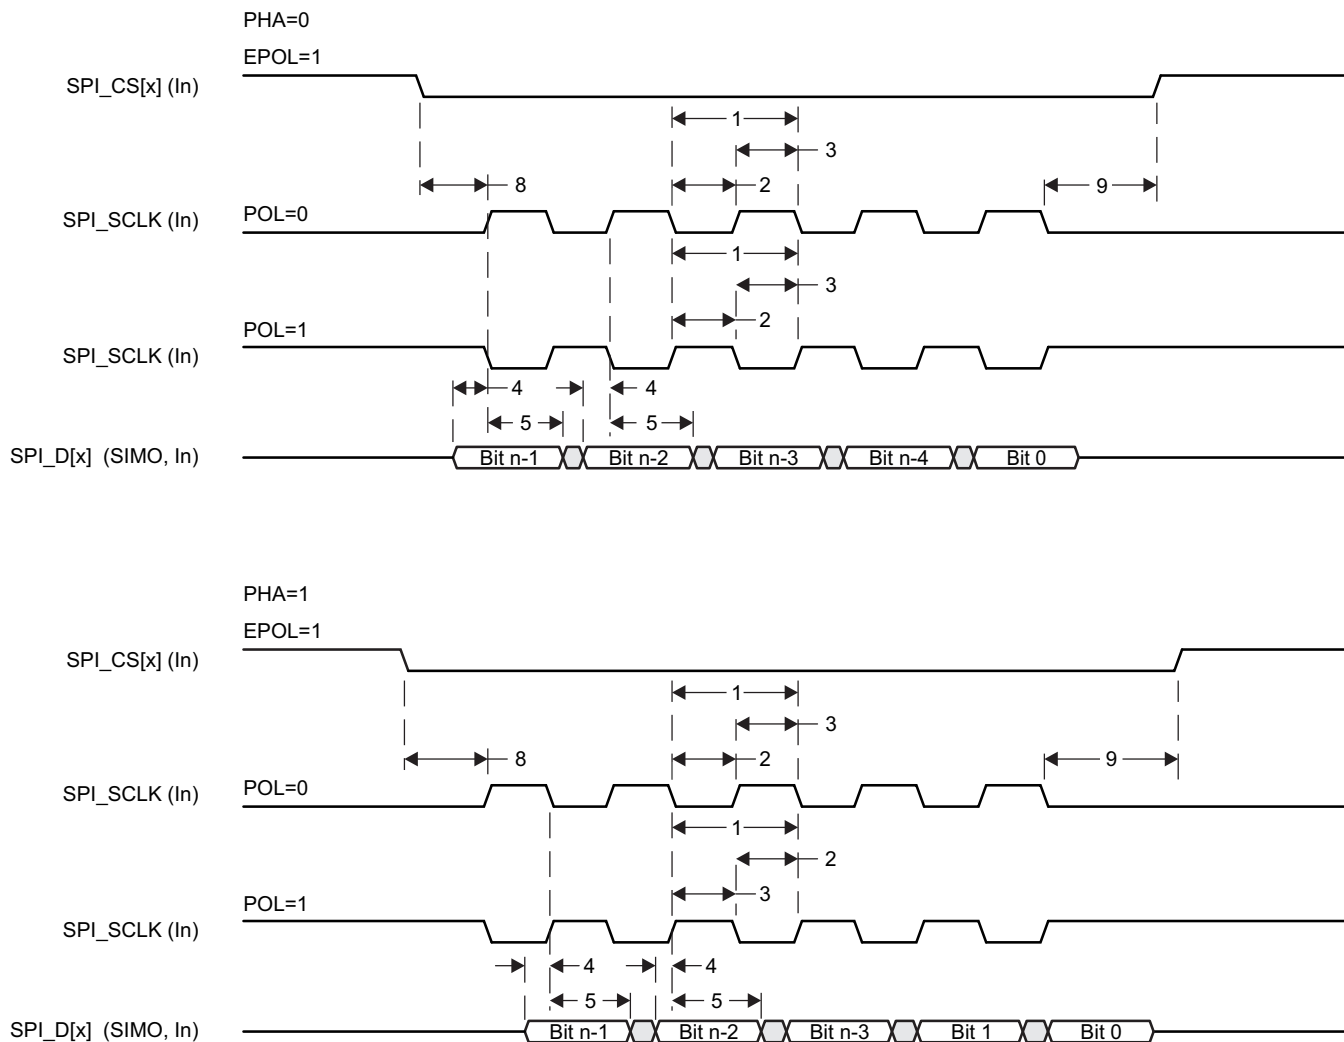 PHA=0
EPOL=1
SPI_CS[x] (In)
1
3
8
2
9
POL=0
SPI_SCLK (In)
1
3
2
POL=1
SPI_SCLK (In)
4
4
5
5
SPI_D[x] (SIMO, In)
Bit n-1
Bit n-2
Bit n-3
Bit n-4
Bit 0
PHA=1
EPOL=1
SPI_CS[x] (In)
1
3
8
2
9
POL=0
SPI_SCLK (In)
1
2
3
POL=1
SPI_SCLK (In)
4
4
5
5
SPI_D[x] (SIMO, In)
Bit n-1
Bit n-2
Bit n-3
Bit 1
Bit 0